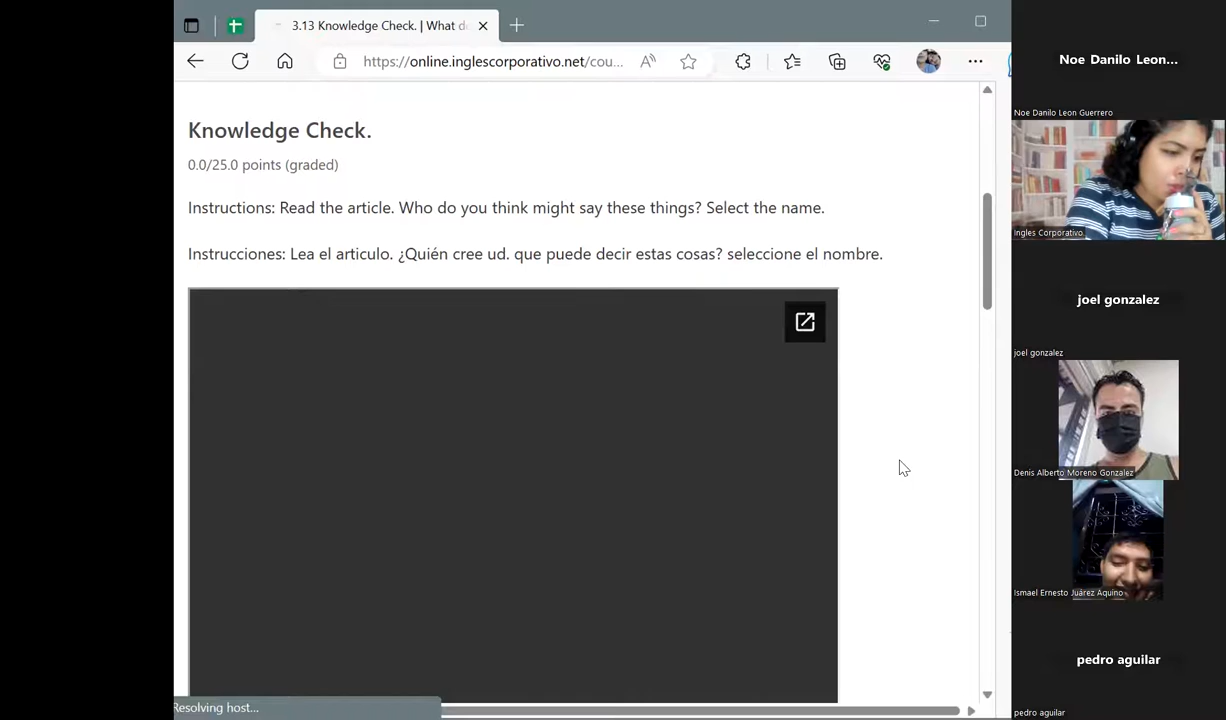 3.13 Knowledge Check. | What d
https://online.inglescorporativo.net/cou...
Knowledge Check.
0.0/25.0 points (graded)
Instructions: Read the article. Who do you think might say these things? Select the name.
Instrucciones: Lea el articulo. ¿Quién cree ud. que puede decir estas cosas? seleccione el nombre.
Resolving host...
Noe Danilo Leon...
Noe Danilo Leon Guerrero
Ingles Corporativo
joel gonzalez
joel gonzalez
Denis Alberto Moreno Gonzalez
Ismael Ernesto Juárez Aquino
pedro aguilar
pedro aguilar